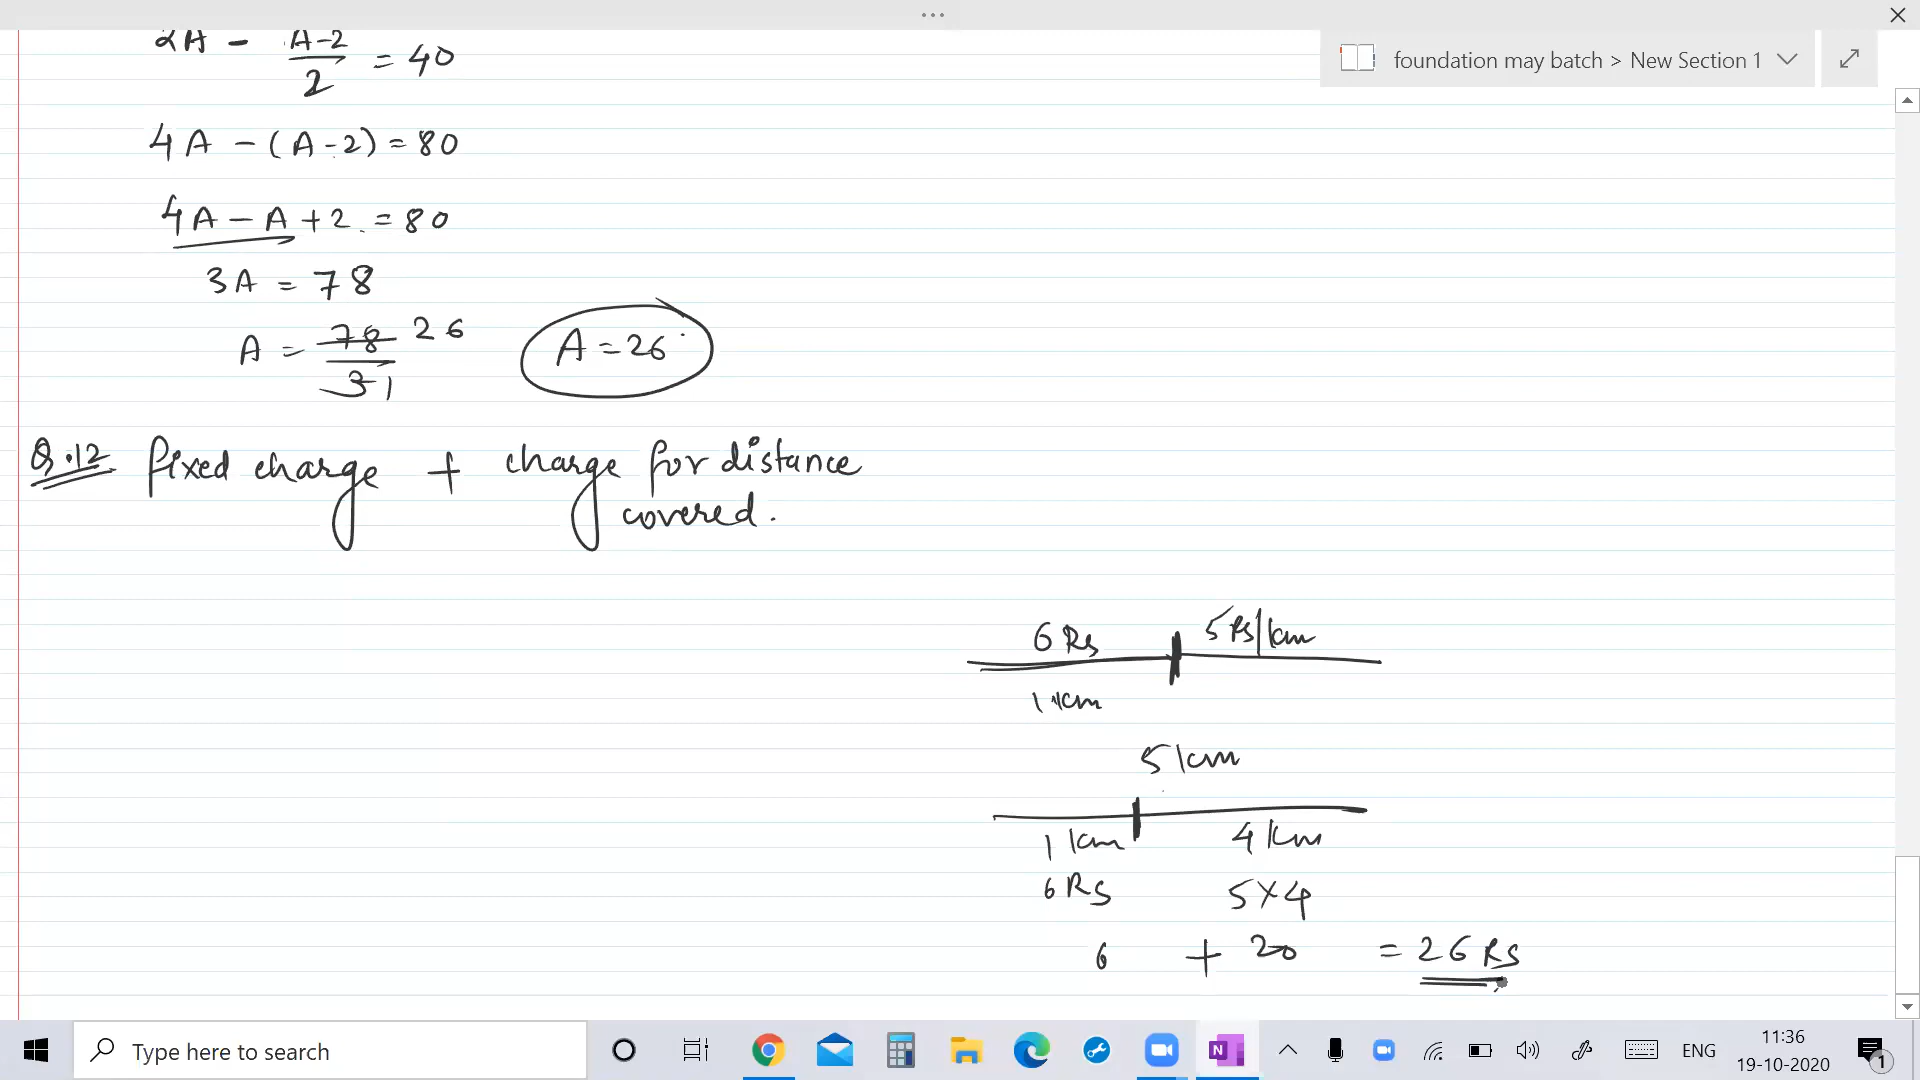 foundation may batch > New Section 1
2A - A-2/2 = 40
4A - (A-2) = 80
4A - A + 2 = 80
3A = 78
A = 78/3 26
1
A = 26
Q.12 fixed charge + charge for distance
covered.
6 Rs 5 Rs/km
1 km
5 km
1 km 4 km
6 Rs 5 × 4
6 + 20 = 26 Rs
Type here to search
ENG
11:36
19-10-2020
1